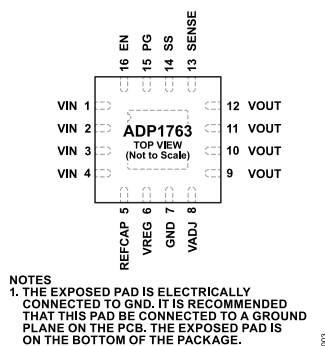 16 EN
15 PG
14 SS
13 SENSE
VIN 1
VIN 2
VIN 3
VIN 4
12 VOUT
11 VOUT
10 VOUT
9 VOUT
ADP1763
TOP VIEW
(Not to Scale)
REFCAP 5
VREG 6
GND 7
VADJ 8
NOTES
1. THE EXPOSED PAD IS ELECTRICALLY
CONNECTED TO GND. IT IS RECOMMENDED
THAT THIS PAD BE CONNECTED TO A GROUND
PLANE ON THE PCB. THE EXPOSED PAD IS
ON THE BOTTOM OF THE PACKAGE.
003